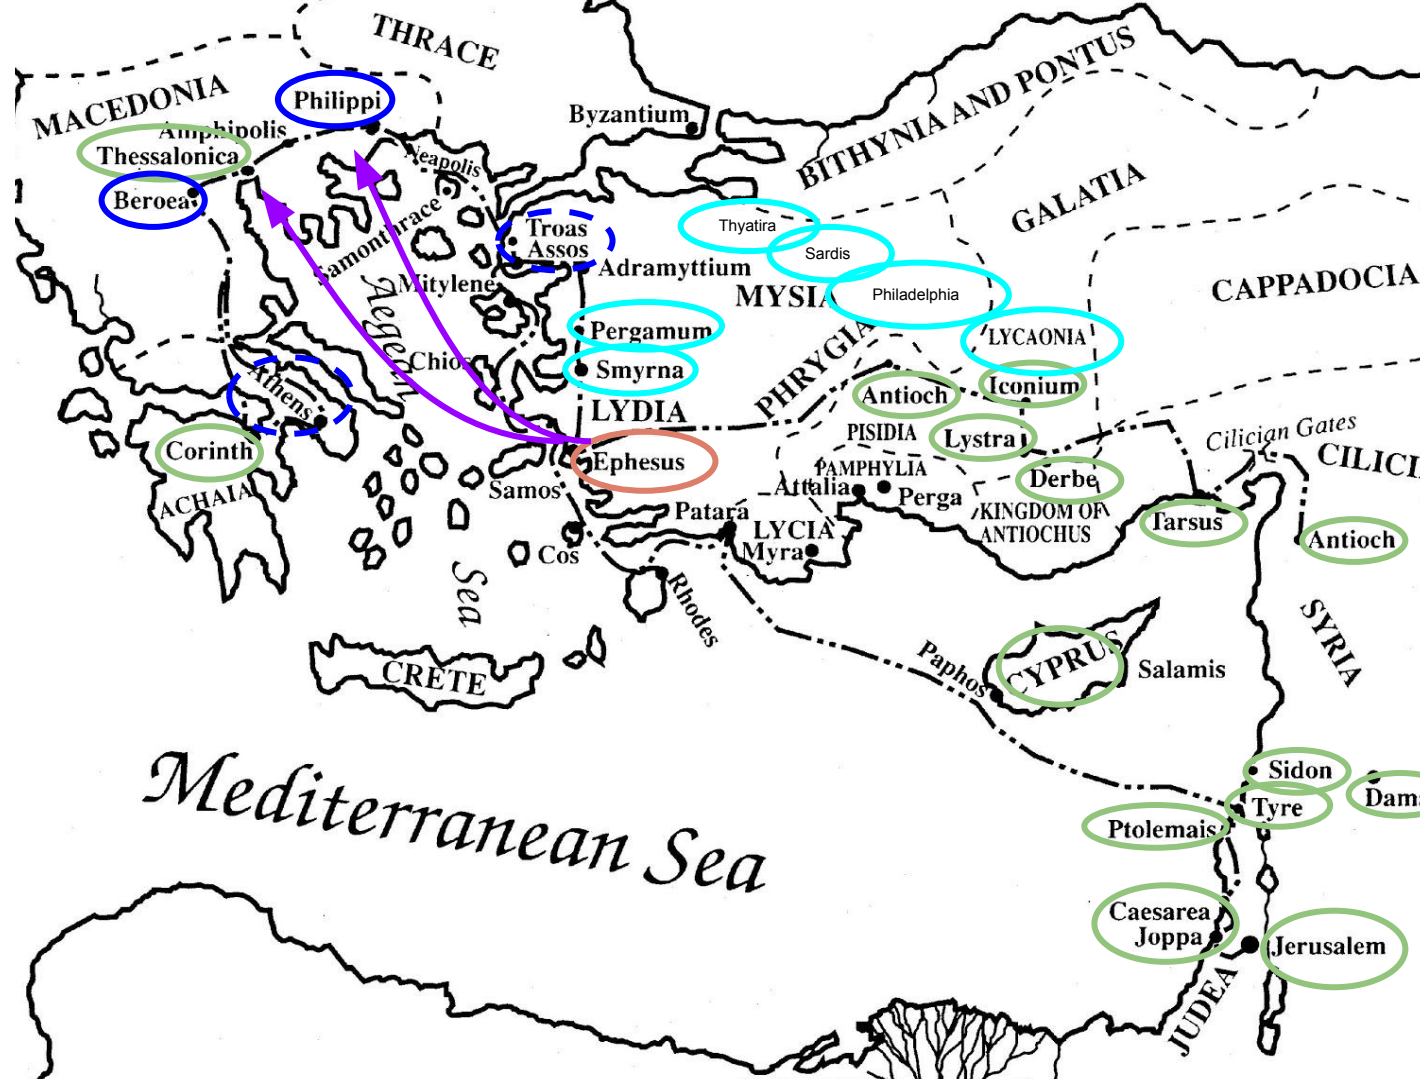 THRACE
MACEDONIA
Philippi
Byzantium
Amphipolis
Thessalonica
Neapolis
Beroea
BITHYNIA AND PONTUS
GALATIA
Samonthrace
Troas
Assos
Thyatira
Sardis
Adramyttium
CAPPADOCIA
Mitylene
MYSIA
Philadelphia
Aegean
Pergamum
LYCAONIA
Chios
Smyrna
PHRYGIA
Athens
Antioch
Iconium
LYDIA
Corinth
PISIDIA
Lystra
Cilician Gates
Ephesus
PAMPHYLIA
CILICI
Samos
Attalia
Perga
Derbe
ACHAIA
Patara
KINGDOM OF
ANTIOCHUS
Tarsus
LYCIA
Antioch
Cos
Myra
Sea
Rhodes
SYRIA
CRETE
Paphos
CYPRUS
Salamis
Mediterranean Sea
Sidon
Dam
Tyre
Ptolemais
Caesarea
Joppa
Jerusalem
JUDEA